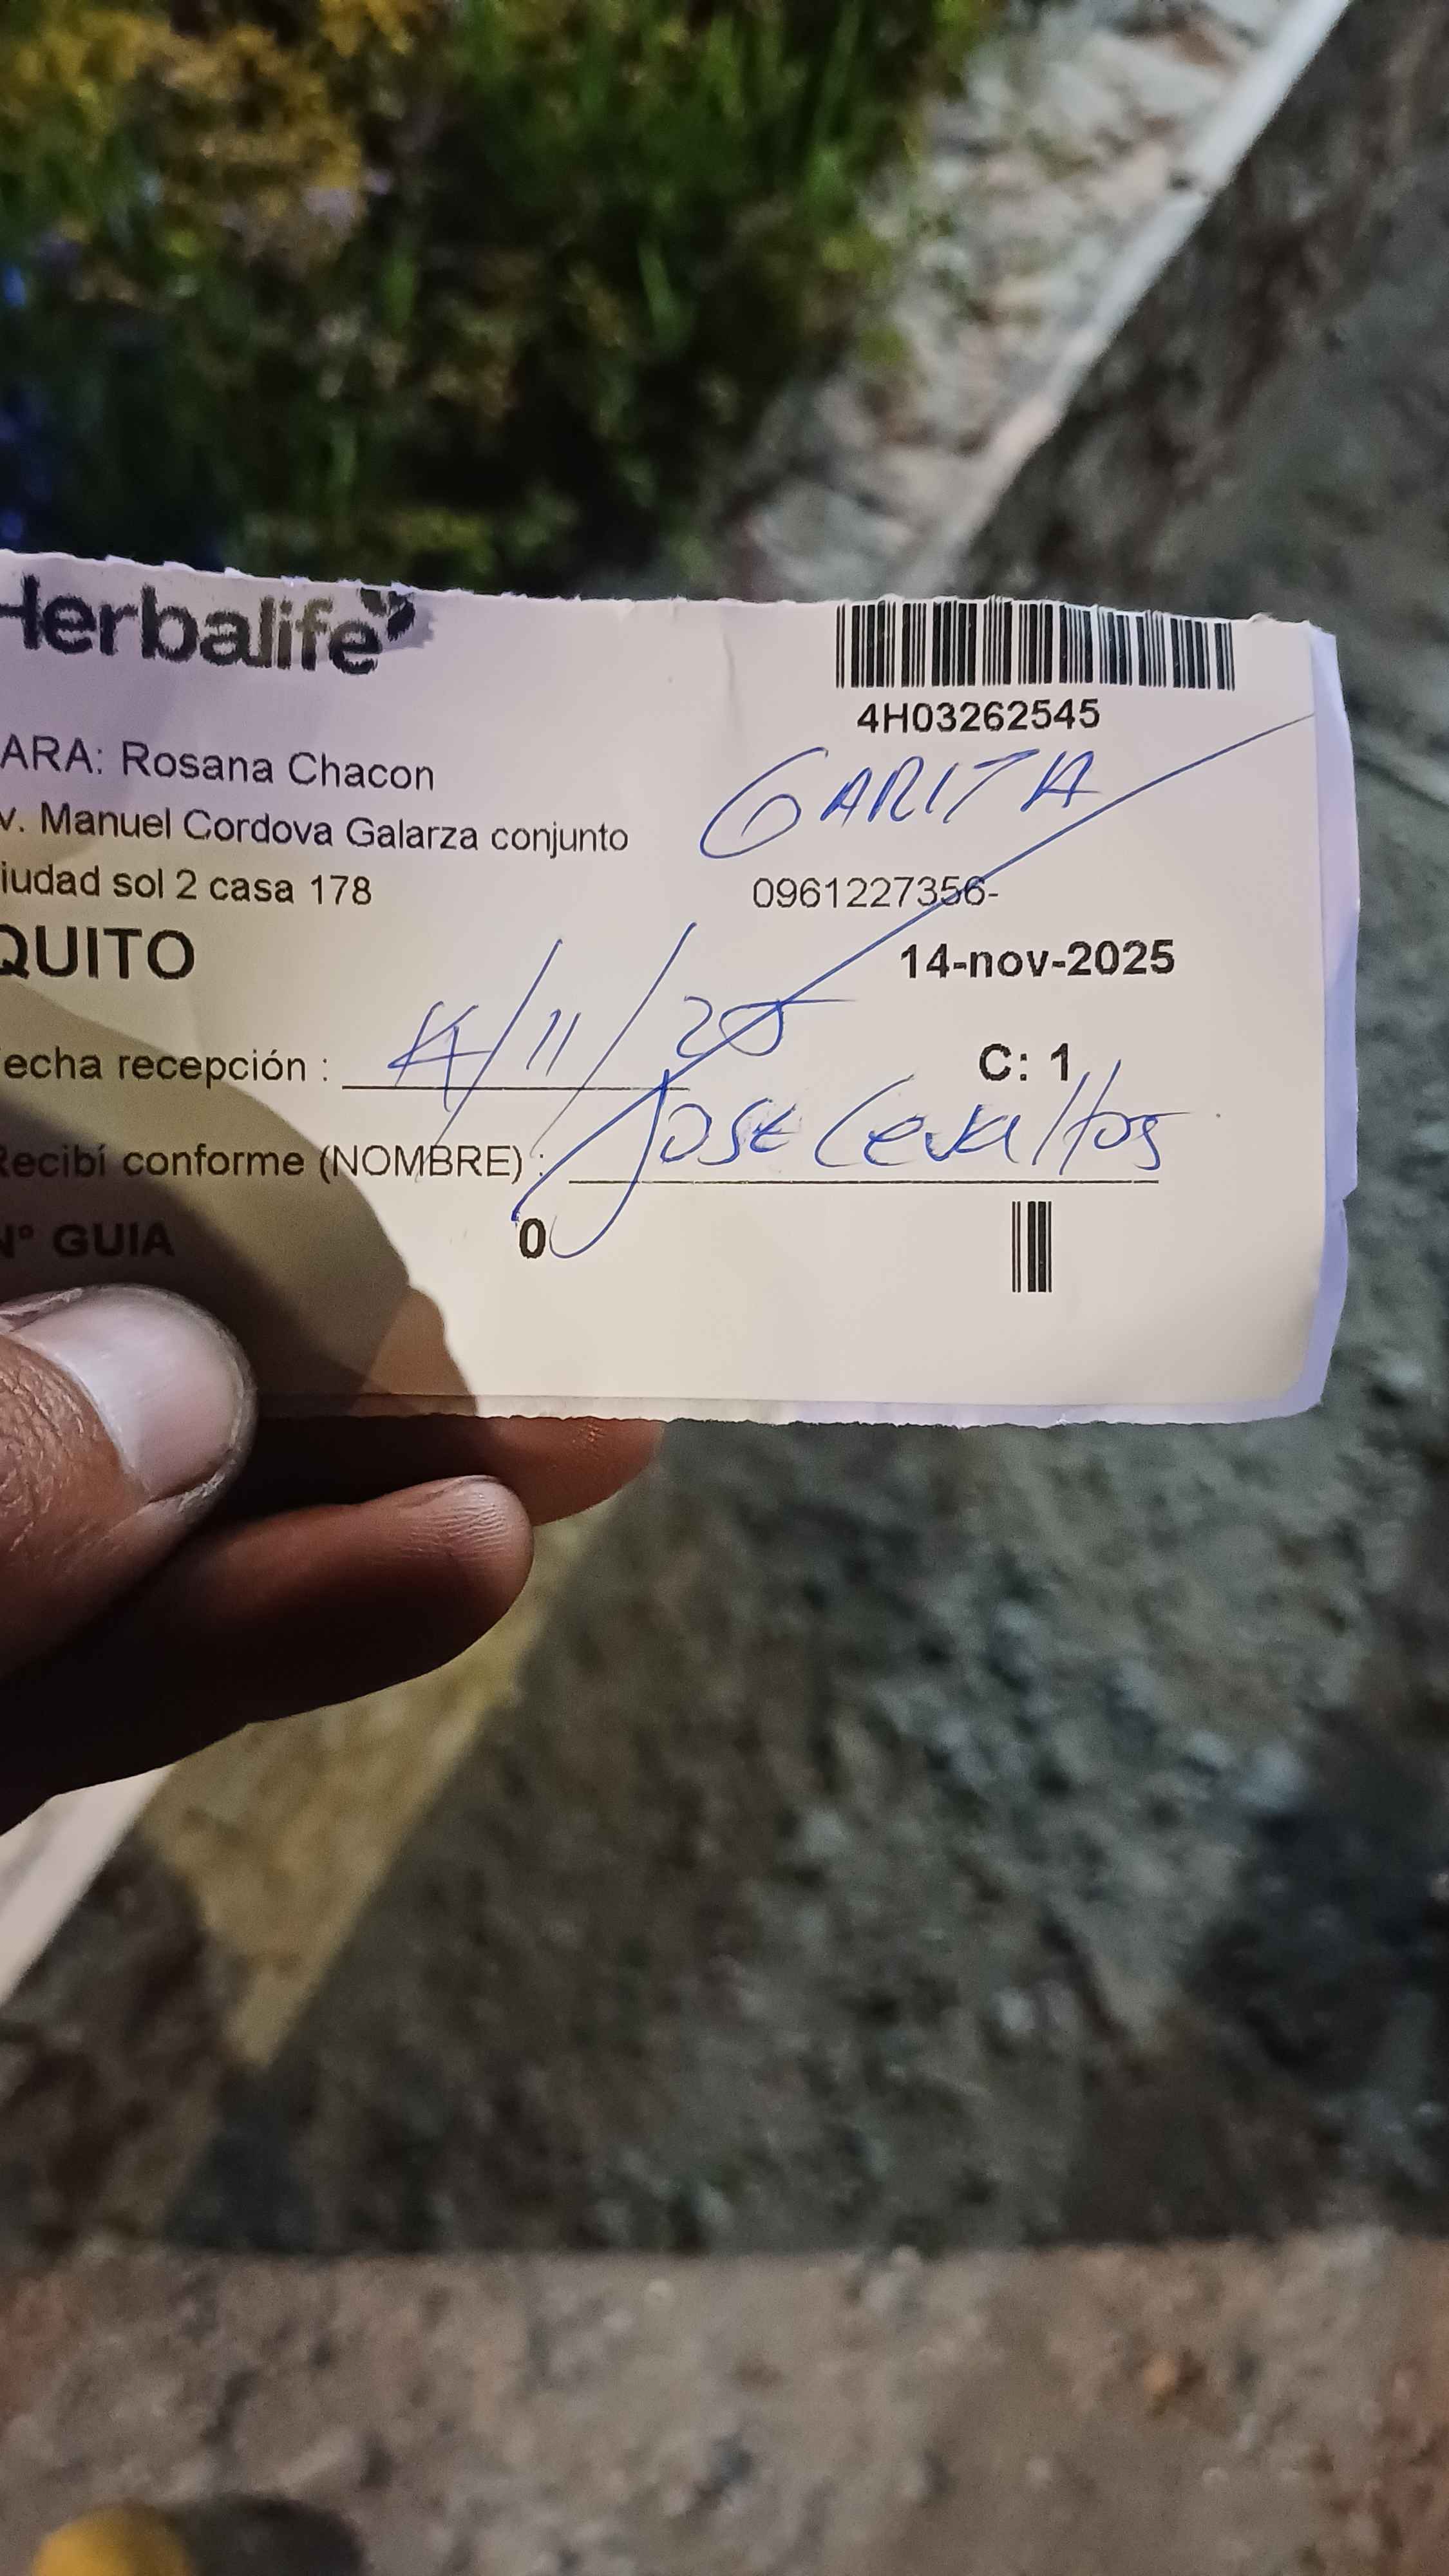 Herbalife
4H03262545
ARA: Rosana Chacon
GARITA
v. Manuel Cordova Galarza conjunto
iudad sol 2 casa 178
0961227356-
QUITO
14-nov-2025
echa recepción : 14/11/25
C: 1
Recibí conforme (NOMBRE) : Jose Cevallos
N° GUIA
0